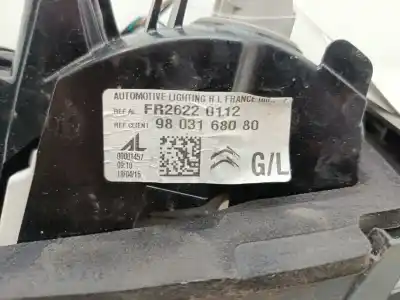 AUTOMOTIVE LIGHTING R.L FRANCE
REF.AL FR2622 0112
REF.CLIENT 98 031 680 80
AL
G/L